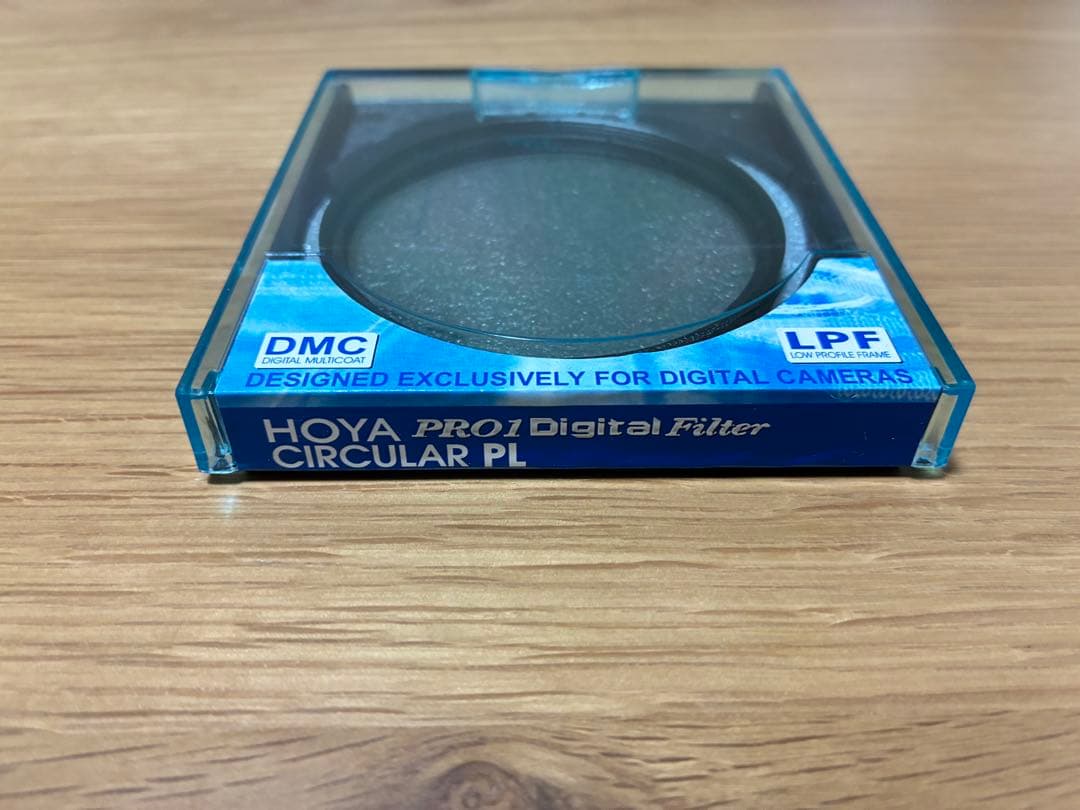 DMC
DIGITAL MULTICOAT
LPF
LOW PROFILE FRAME
DESIGNED EXCLUSIVELY FOR DIGITAL CAMERAS
HOYA PRO1 Digital Filter
CIRCULAR PL